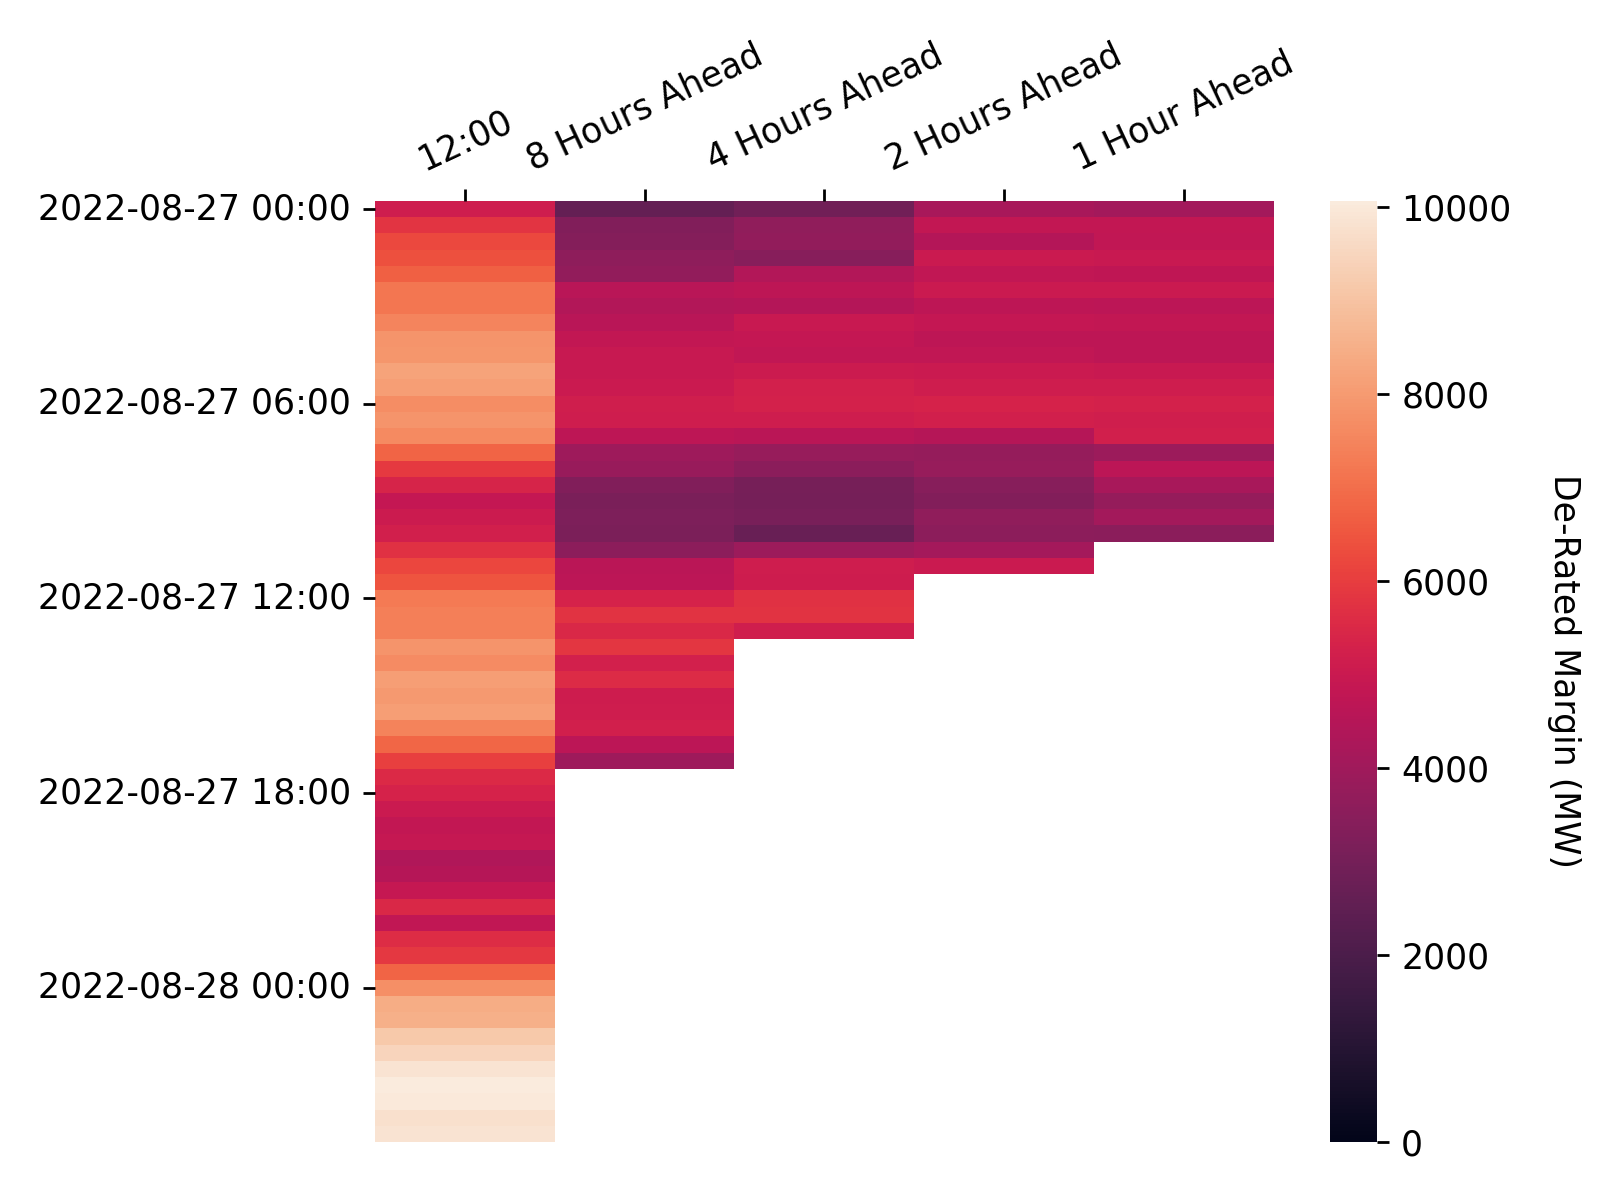 12:00
8 Hours Ahead
4 Hours Ahead
2 Hours Ahead
1 Hour Ahead
2022-08-27 00:00
2022-08-27 06:00
2022-08-27 12:00
2022-08-27 18:00
2022-08-28 00:00
10000
8000
6000
4000
2000
0
De-Rated Margin (MW)